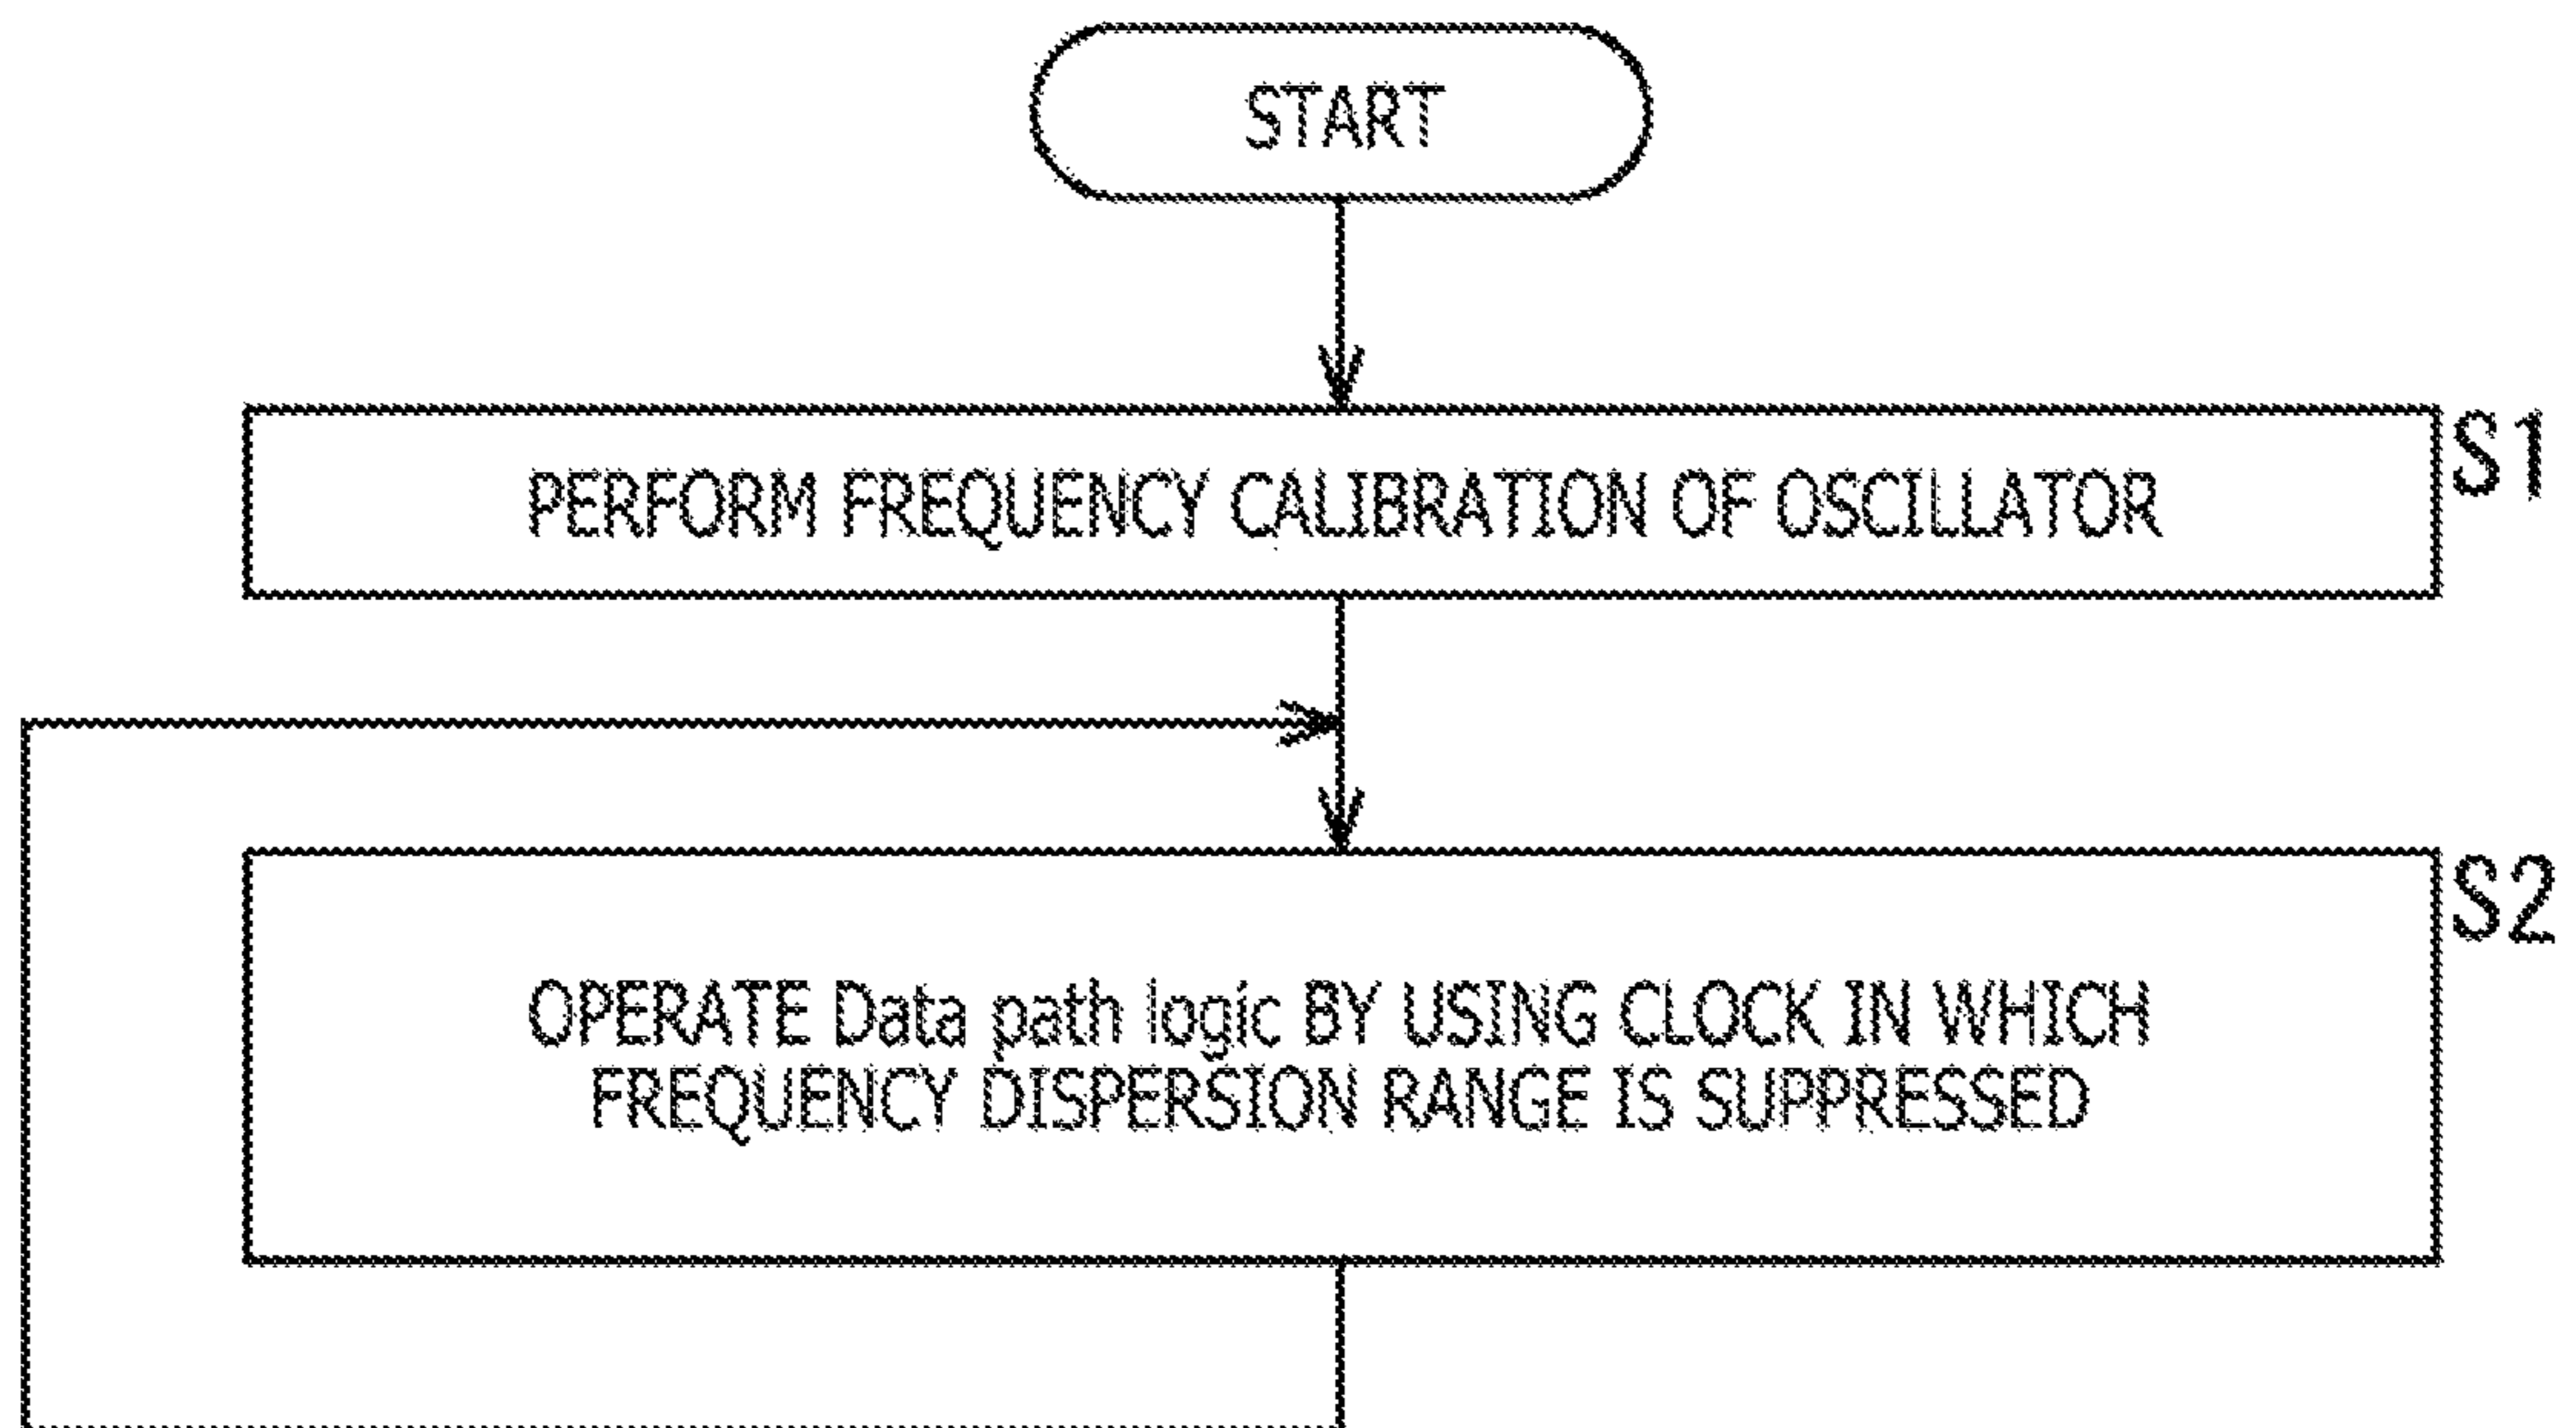 START
PERFORM FREQUENCY CALIBRATION OF OSCILLATOR
S1
OPERATE Data path logic BY USING CLOCK IN WHICH
FREQUENCY DISPERSION RANGE IS SUPPRESSED
S2